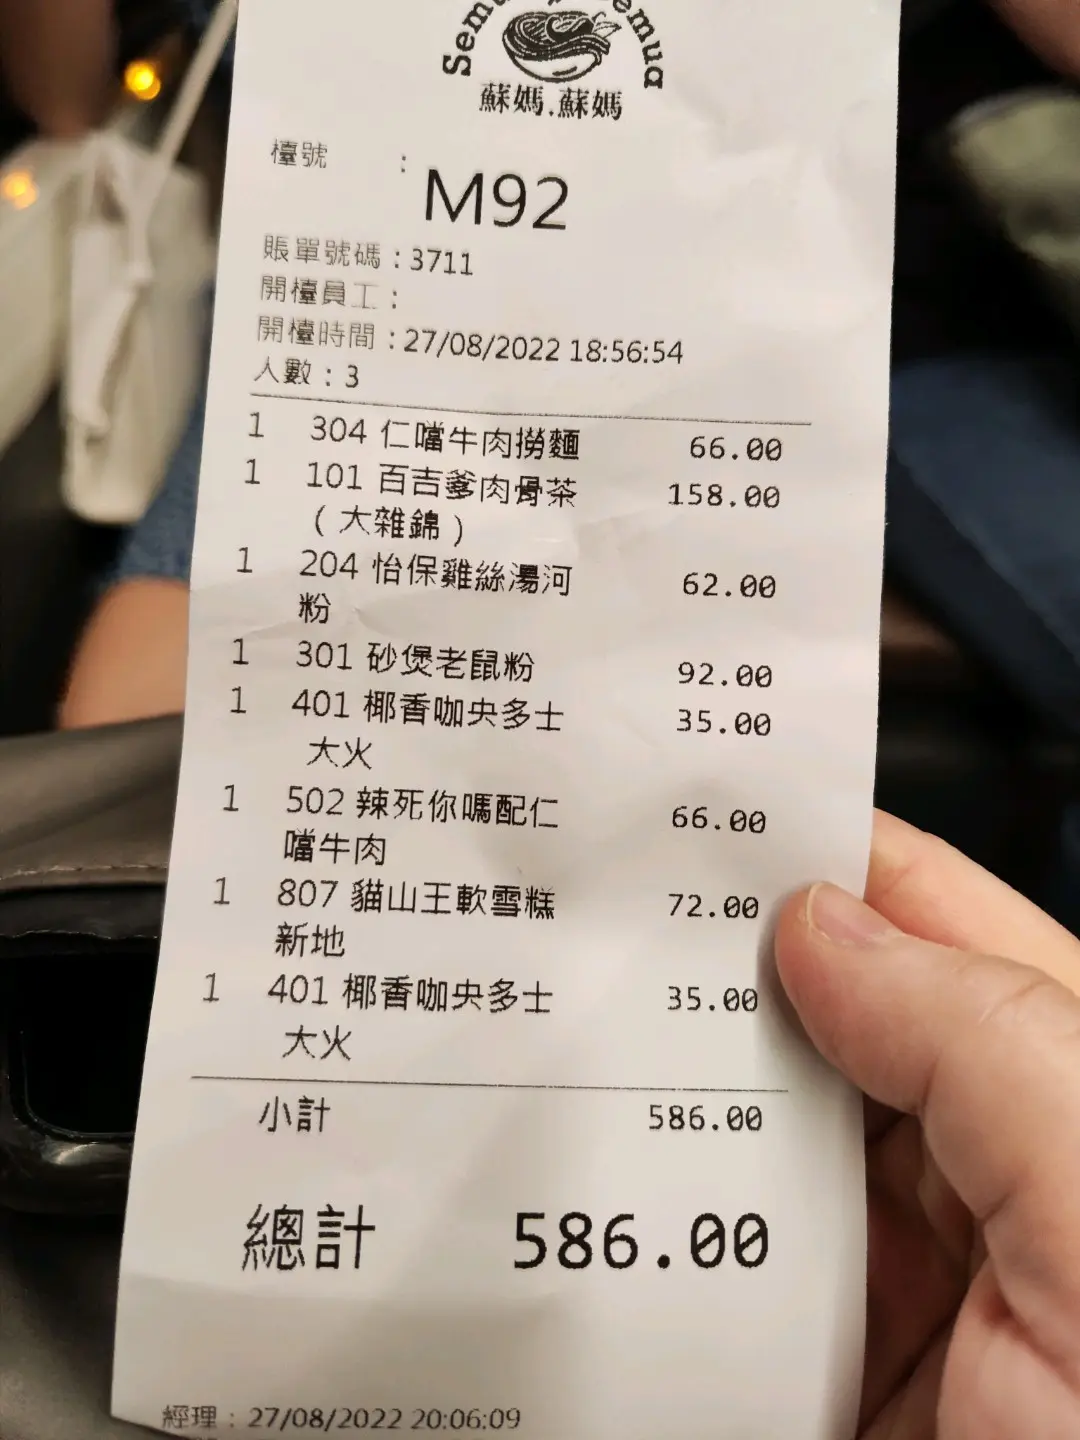 Semua Semua
蘇媽.蘇媽
檯號 :
M92
賬單號碼 : 3711
開檯員工 :
開檯時間 : 27/08/2022 18:56:54
人數 : 3
1 304 仁噹牛肉撈麵 66.00
1 101 百吉爹肉骨茶 158.00
(大雜錦)
1 204 怡保雞絲湯河 62.00
粉
1 301 砂煲老鼠粉 92.00
1 401 椰香咖央多士 35.00
大火
1 502 辣死你嗎配仁 66.00
噹牛肉
1 807 貓山王軟雪糕 72.00
新地
1 401 椰香咖央多士 35.00
大火
小計 586.00
總計 586.00
經理 : 27/08/2022 20:06:09